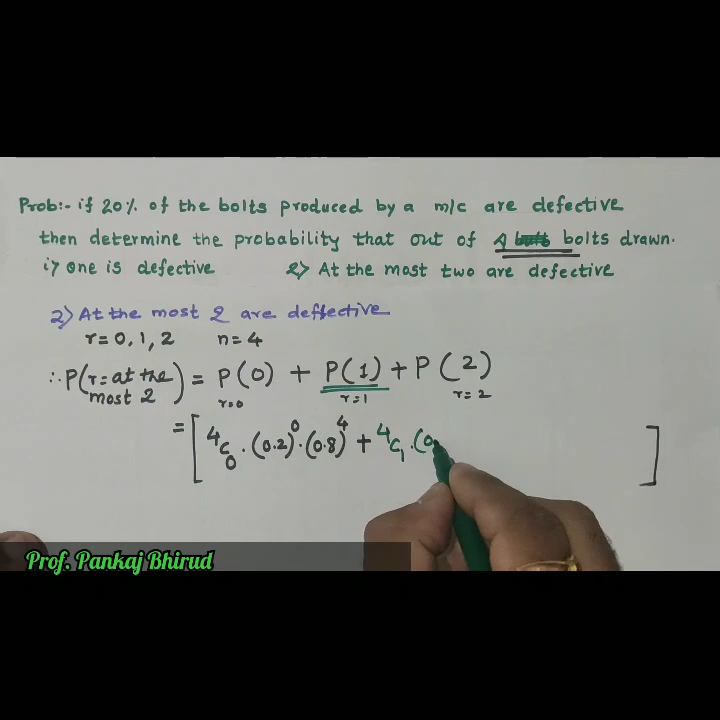 Prob:- if 20% of the bolts produced by a m/c are defective
then determine the probability that out of 4 bolts drawn.
i) one is defective 2) At the most two are defective
2) At the most 2 are deffective
r = 0, 1, 2 n = 4
∴ P(r = at the most 2) = P(0) + P(1) + P(2)
r=0 r=1 r=2
= [ ⁴C₀ · (0.2)⁰ · (0.8)⁴ + ⁴C₁ · (0 ]
Prof. Pankaj Bhirud